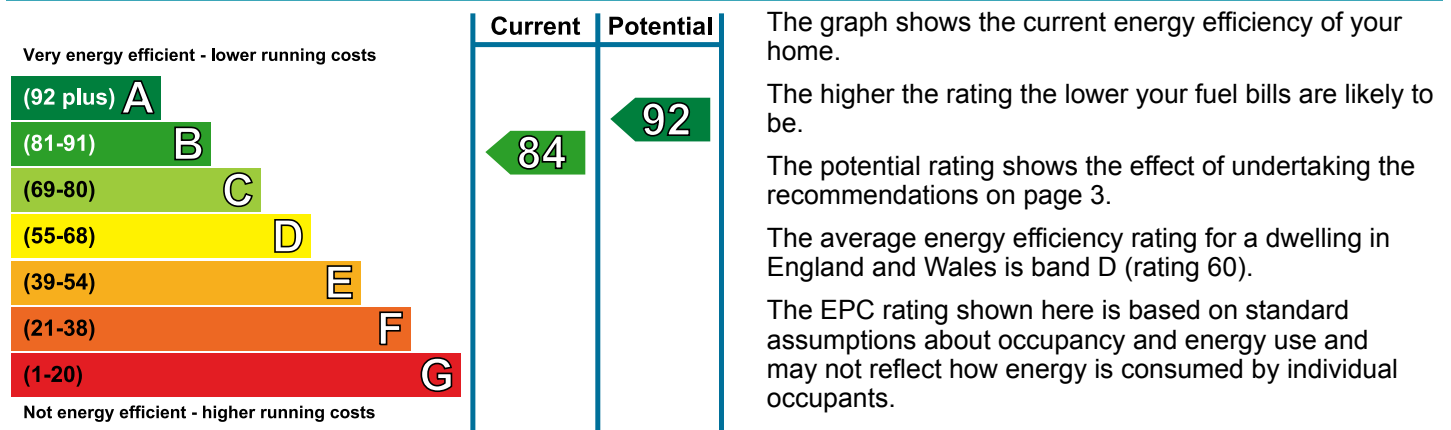 Current Potential
Very energy efficient - lower running costs
(92 plus) A
(81-91) B
(69-80) C
(55-68) D
(39-54) E
(21-38) F
(1-20) G
Not energy efficient - higher running costs
84
92
The graph shows the current energy efficiency of your
home.
The higher the rating the lower your fuel bills are likely to
be.
The potential rating shows the effect of undertaking the
recommendations on page 3.
The average energy efficiency rating for a dwelling in
England and Wales is band D (rating 60).
The EPC rating shown here is based on standard
assumptions about occupancy and energy use and
may not reflect how energy is consumed by individual
occupants.